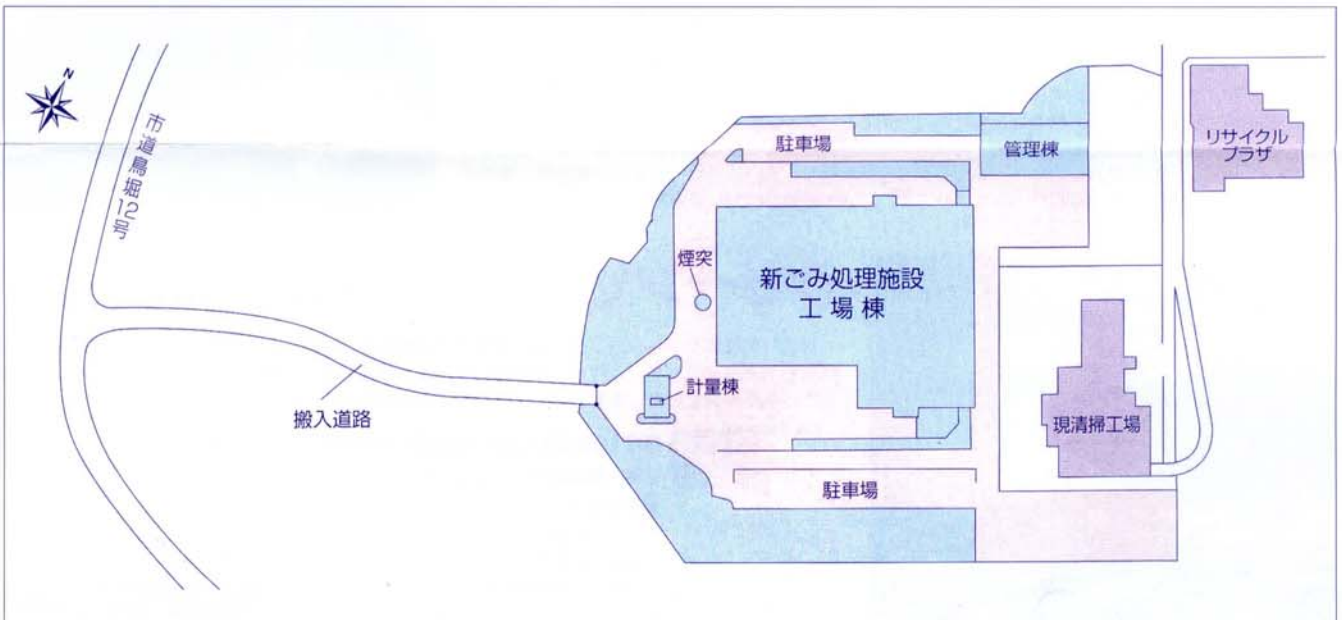 N
市道鳥堀12号
駐車場
管理棟
リサイクル
プラザ
煙突
新ごみ処理施設
工場棟
計量棟
搬入道路
現清掃工場
駐車場